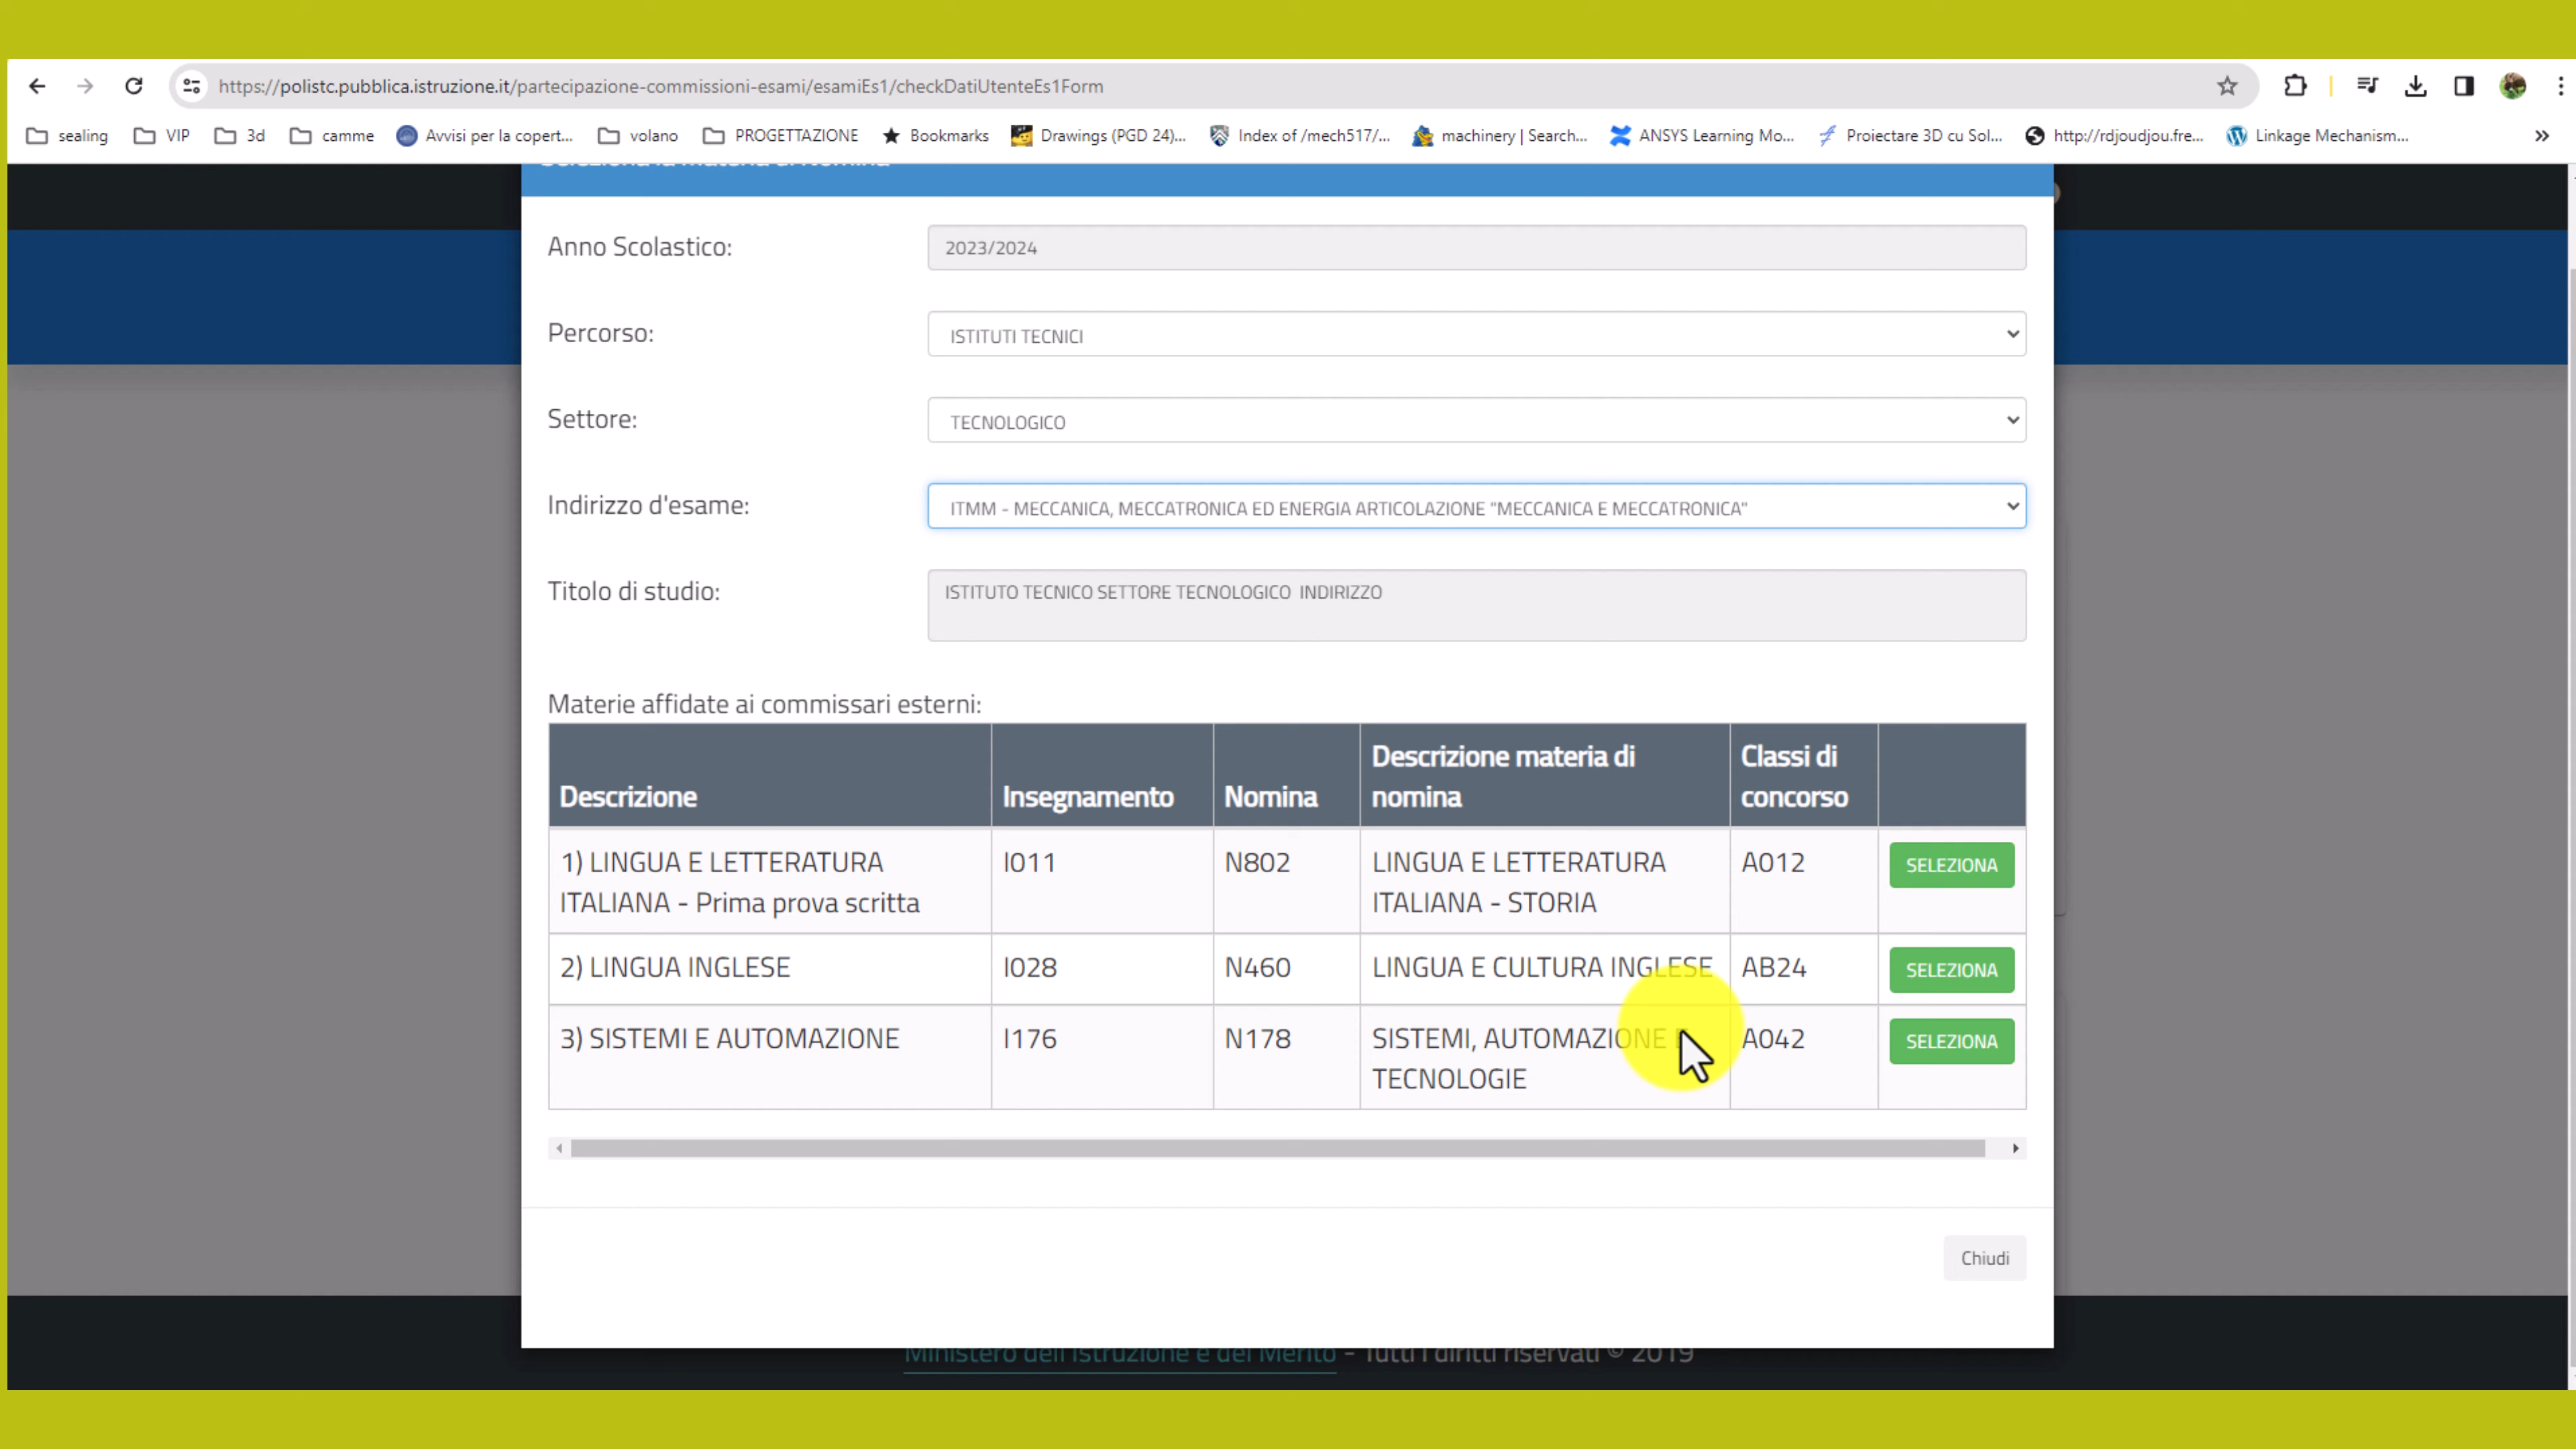 https://polistc.pubblica.istruzione.it/partecipazione-commissioni-esami/esamiEs1/checkDatiUtenteEs1Form
sealing VIP 3d camme Avvisi per la copert... volano PROGETTAZIONE Bookmarks Drawings (PGD 24)... Index of /mech517/... machinery | Search... ANSYS Learning Mo... Proiectare 3D cu Sol... http://rdjoudjou.fre... Linkage Mechanism... »
Seleziona la materia di nomina
Anno Scolastico: 2023/2024
Percorso: ISTITUTI TECNICI
Settore: TECNOLOGICO
Indirizzo d'esame: ITMM - MECCANICA, MECCATRONICA ED ENERGIA ARTICOLAZIONE "MECCANICA E MECCATRONICA"
Titolo di studio: ISTITUTO TECNICO SETTORE TECNOLOGICO INDIRIZZO
Materie affidate ai commissari esterni:
Descrizione Insegnamento Nomina Descrizione materia di nomina Classi di concorso
1) LINGUA E LETTERATURA ITALIANA - Prima prova scritta I011 N802 LINGUA E LETTERATURA ITALIANA - STORIA A012 SELEZIONA
2) LINGUA INGLESE I028 N460 LINGUA E CULTURA INGLESE AB24 SELEZIONA
3) SISTEMI E AUTOMAZIONE I176 N178 SISTEMI, AUTOMAZIONE E TECNOLOGIE A042 SELEZIONA
Chiudi
Ministero dell'Istruzione e del Merito - Tutti i diritti riservati © 2019